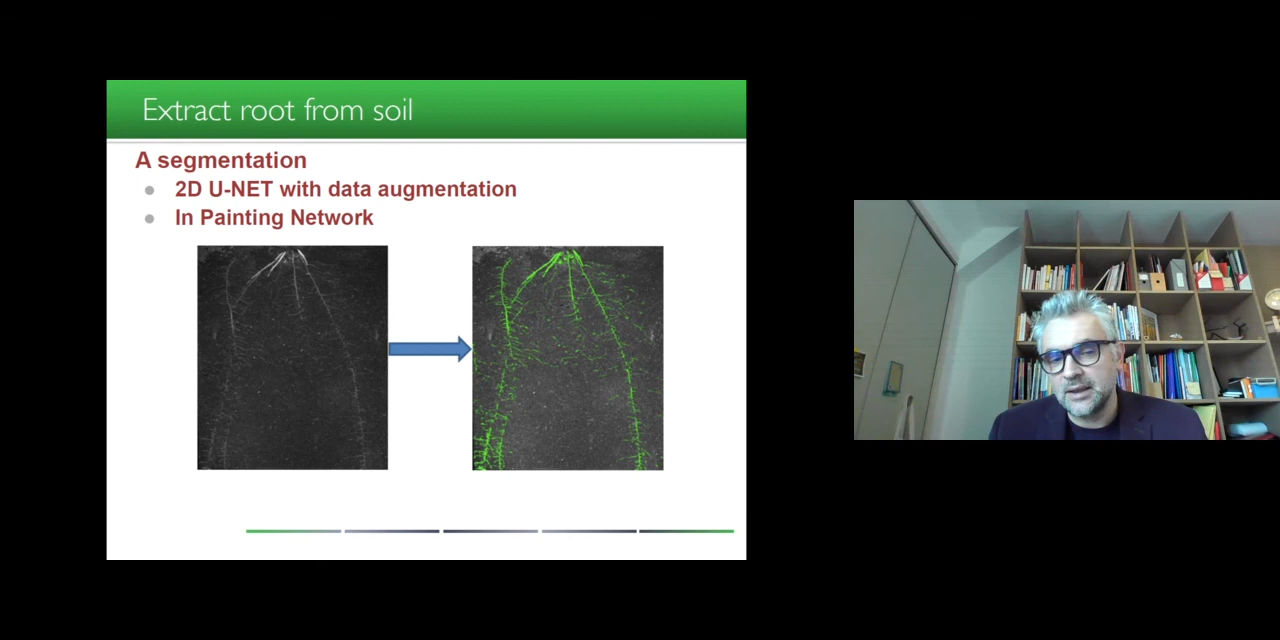 Extract root from soil
A segmentation
2D U-NET with data augmentation
In Painting Network